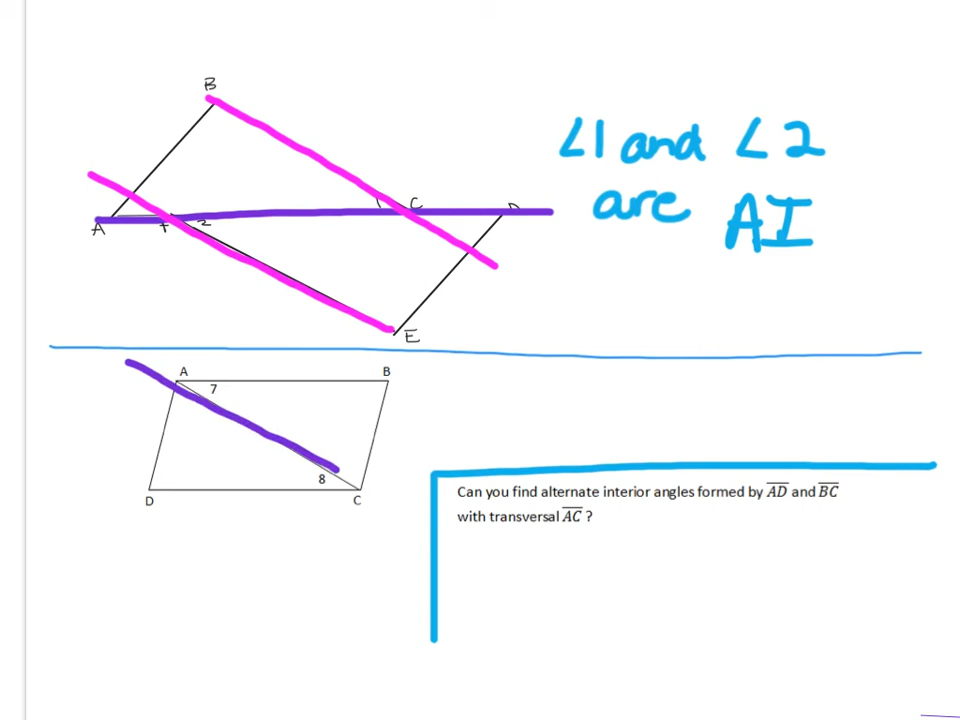 B
∠1 and ∠2
are AI
C
A
2
E
A
B
7
8
D
C
Can you find alternate interior angles formed by AD and BC
with transversal AC ?